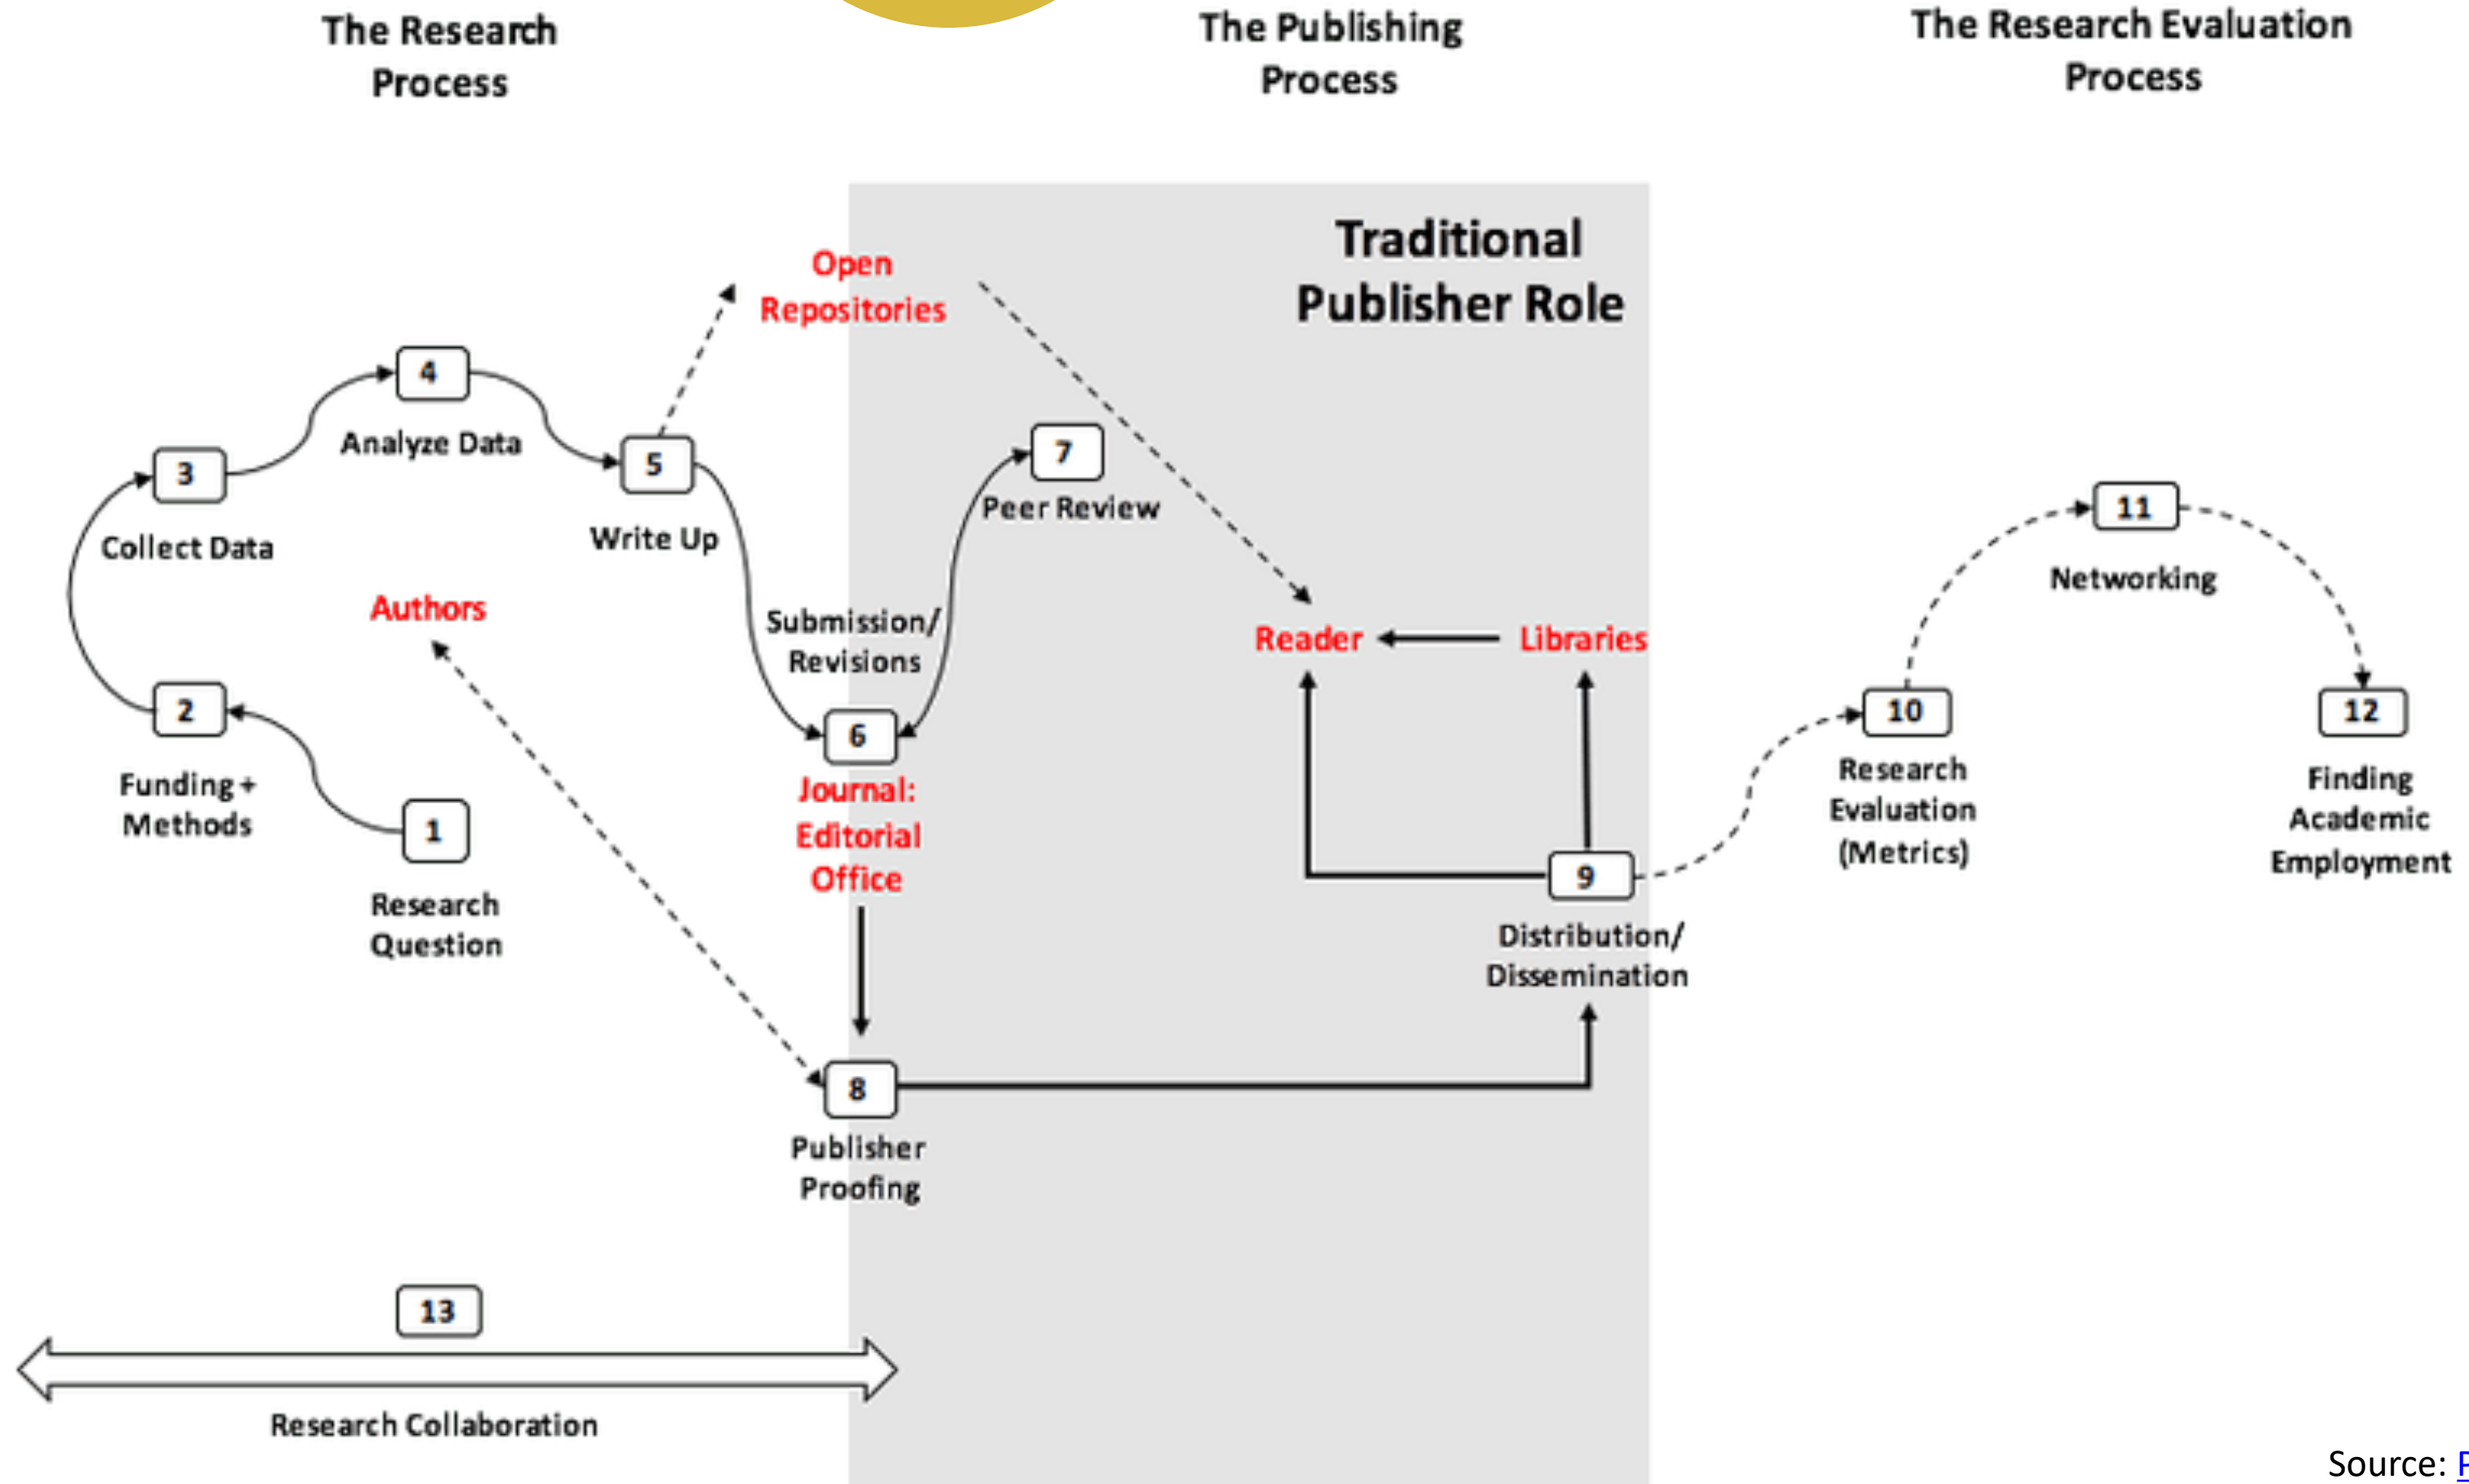 The Research
Process
The Publishing
Process
The Research Evaluation
Process
Traditional
Publisher Role
Open
Repositories
4
Analyze Data
3
Collect Data
5
Write Up
7
Peer Review
Authors
Submission/
Revisions
Reader
Libraries
11
Networking
2
Funding +
Methods
1
Research
Question
6
Journal:
Editorial
Office
9
Distribution/
Dissemination
10
Research
Evaluation
(Metrics)
12
Finding
Academic
Employment
8
Publisher
Proofing
13
Research Collaboration
Source: